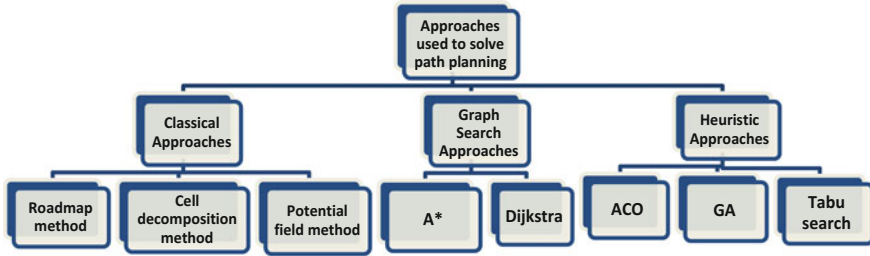 Approaches
used to solve
path planning
Classical
Approaches
Graph
Search
Approaches
Heuristic
Approaches
Roadmap
method
Cell
decomposition
method
Potential
field method
A*
Dijkstra
ACO
GA
Tabu
search